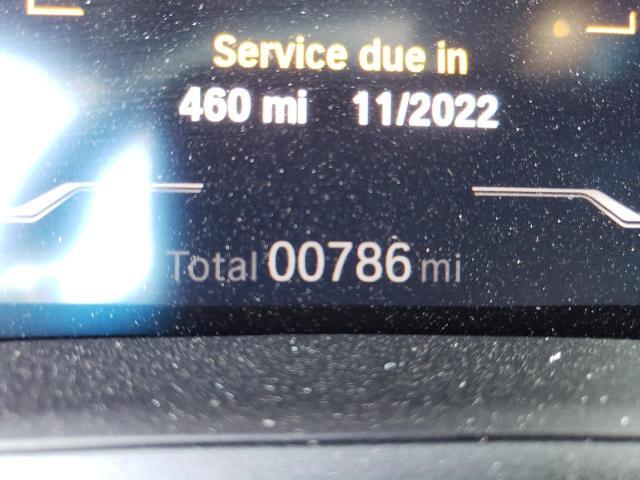 Service due in
460 mi 11/2022
Total 00786 mi